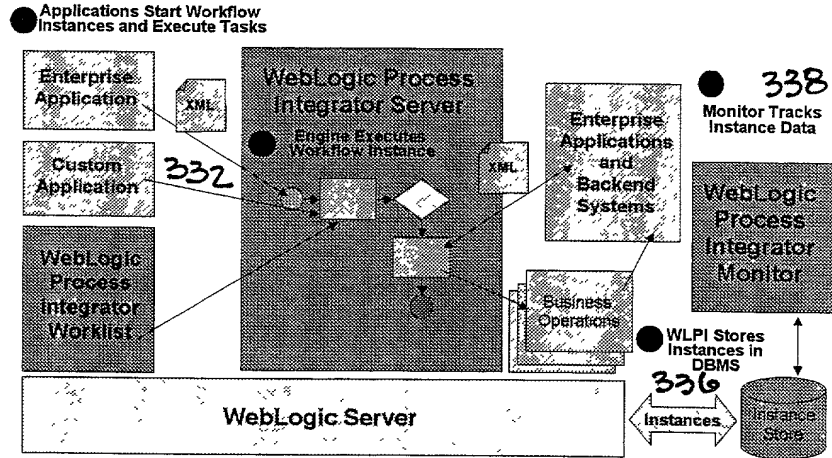 Applications Start Workflow
Instances and Execute Tasks
Enterprise
Application
XML
WebLogic Process
Integrator Server
Engine Executes
Workflow Instance
XML
Enterprise
Applications
and
Backend
Systems
338
Monitor Tracks
Instance Data
Custom
Application
332
WebLogic
Process
Integrator
Monitor
WebLogic
Process
Integrator
Worklist
Business
Operations
WLPI Stores
Instances in
DBMS
336
WebLogic Server
Instances
Instance
Store